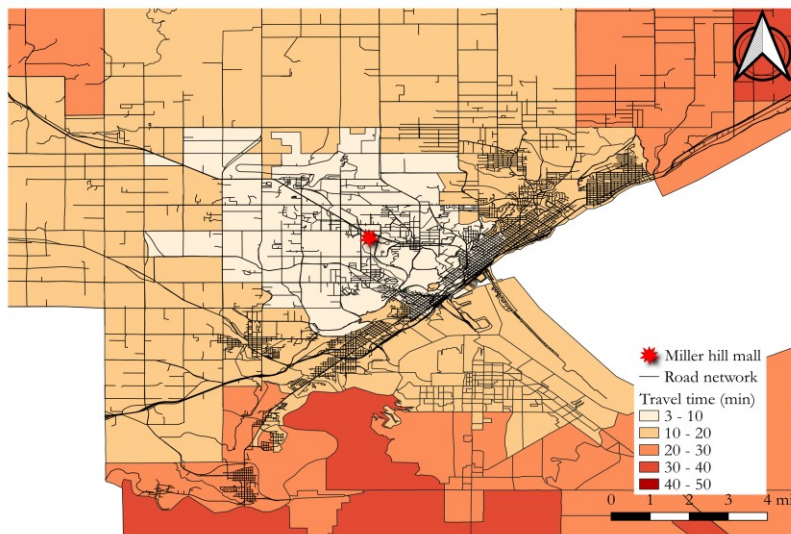 Miller hill mall
Road network
Travel time (min)
3 - 10
10 - 20
20 - 30
30 - 40
40 - 50
0 1 2 3 4 mi